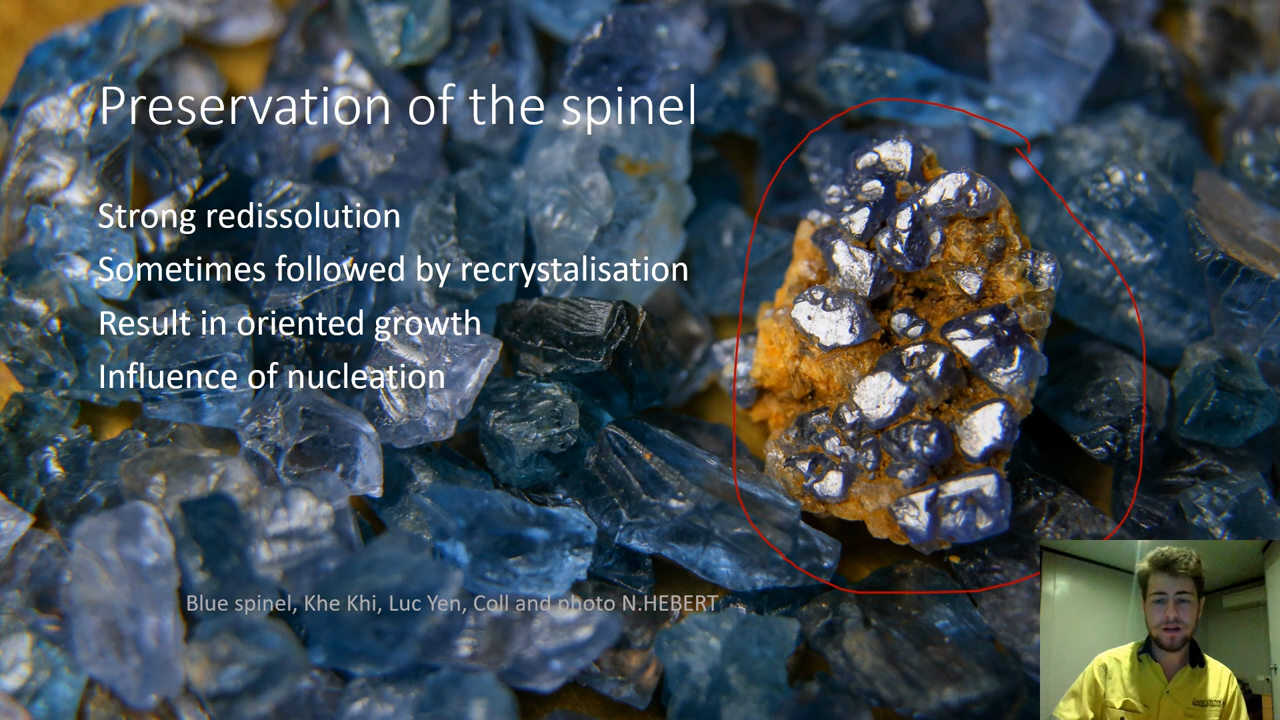 Preservation of the spinel
Strong redissolution
Sometimes followed by recrystalisation
Result in oriented growth
Influence of nucleation
Blue spinel, Khe Khi, Luc Yen, Coll and photo N.HEBERT